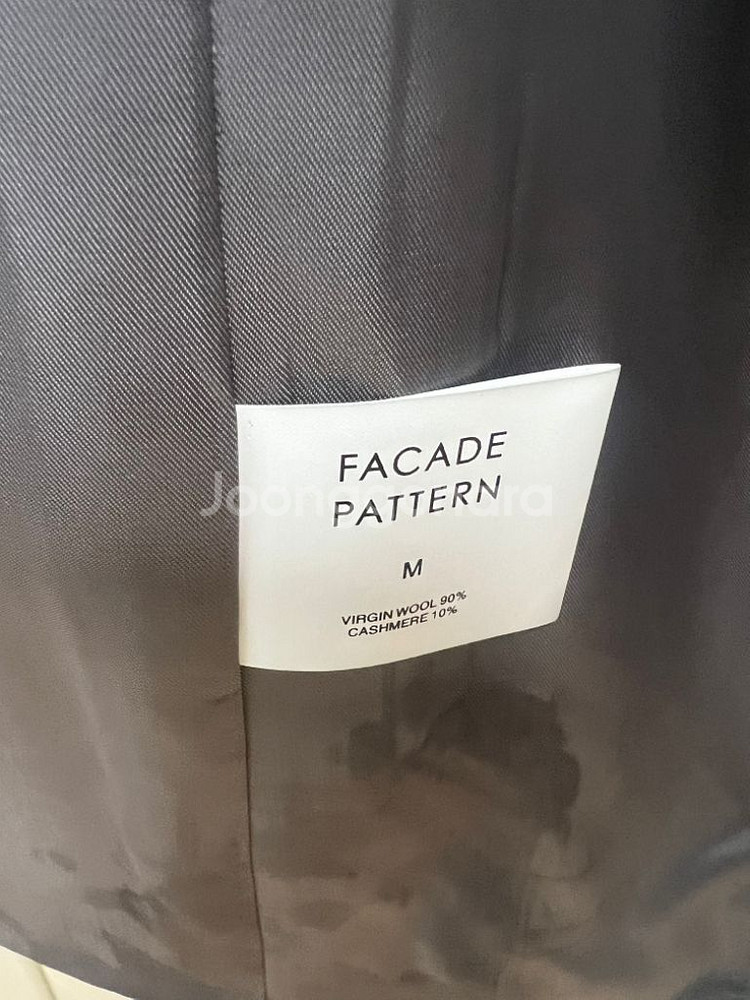 FACADE
PATTERN
M
VIRGIN WOOL 90%
CASHMERE 10%